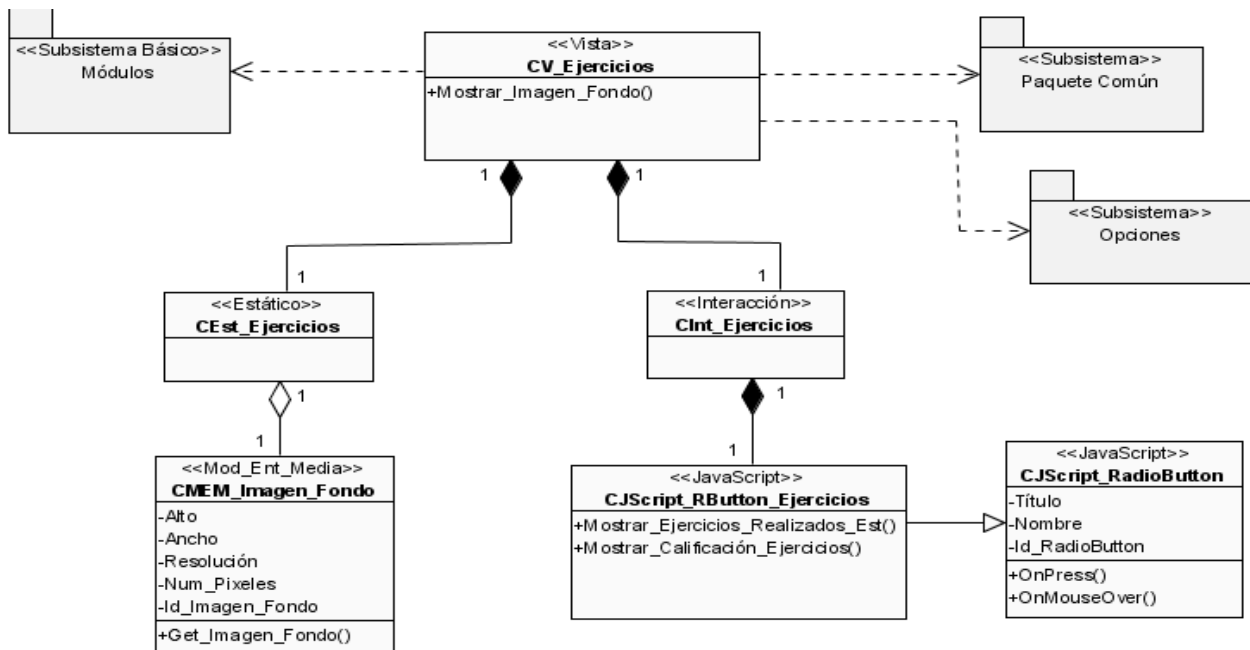 <<Subsistema Básico>>
Módulos
<<Vista>>
CV_Ejercicios
+Mostrar_Imagen_Fondo()
<<Subsistema>>
Paquete Común
<<Subsistema>>
Opciones
1
1
1
1
<<Estático>>
CEst_Ejercicios
<<Interacción>>
CInt_Ejercicios
1
1
1
1
<<Mod_Ent_Media>>
CMEM_Imagen_Fondo
-Alto
-Ancho
-Resolución
-Num_Pixeles
-Id_Imagen_Fondo
+Get_Imagen_Fondo()
<<JavaScript>>
CJScript_RButton_Ejercicios
+Mostrar_Ejercicios_Realizados_Est()
+Mostrar_Calificación_Ejercicios()
<<JavaScript>>
CJScript_RadioButton
-Título
-Nombre
-Id_RadioButton
+OnPress()
+OnMouseOver()